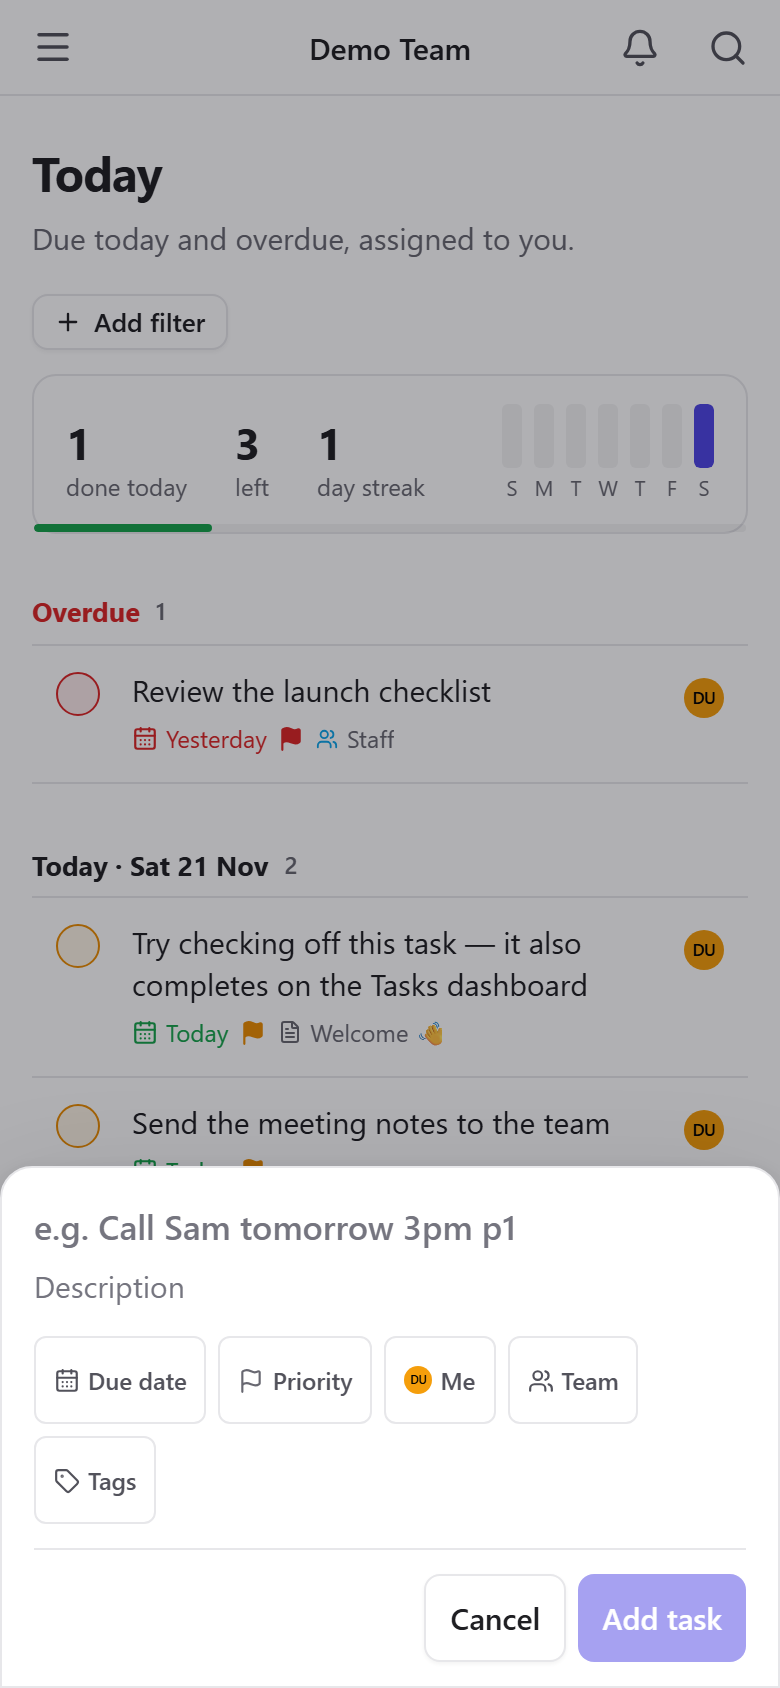 Demo Team
Today
Due today and overdue, assigned to you.
Add filter
1
done today
3
left
1
day streak
S M T W T F S
Overdue 1
Review the launch checklist
DU
Yesterday
Staff
Today · Sat 21 Nov 2
Try checking off this task — it also
completes on the Tasks dashboard
DU
Today
Welcome 👋
Send the meeting notes to the team
DU
e.g. Call Sam tomorrow 3pm p1
Description
Due date
Priority
DU Me
Team
Tags
Cancel
Add task